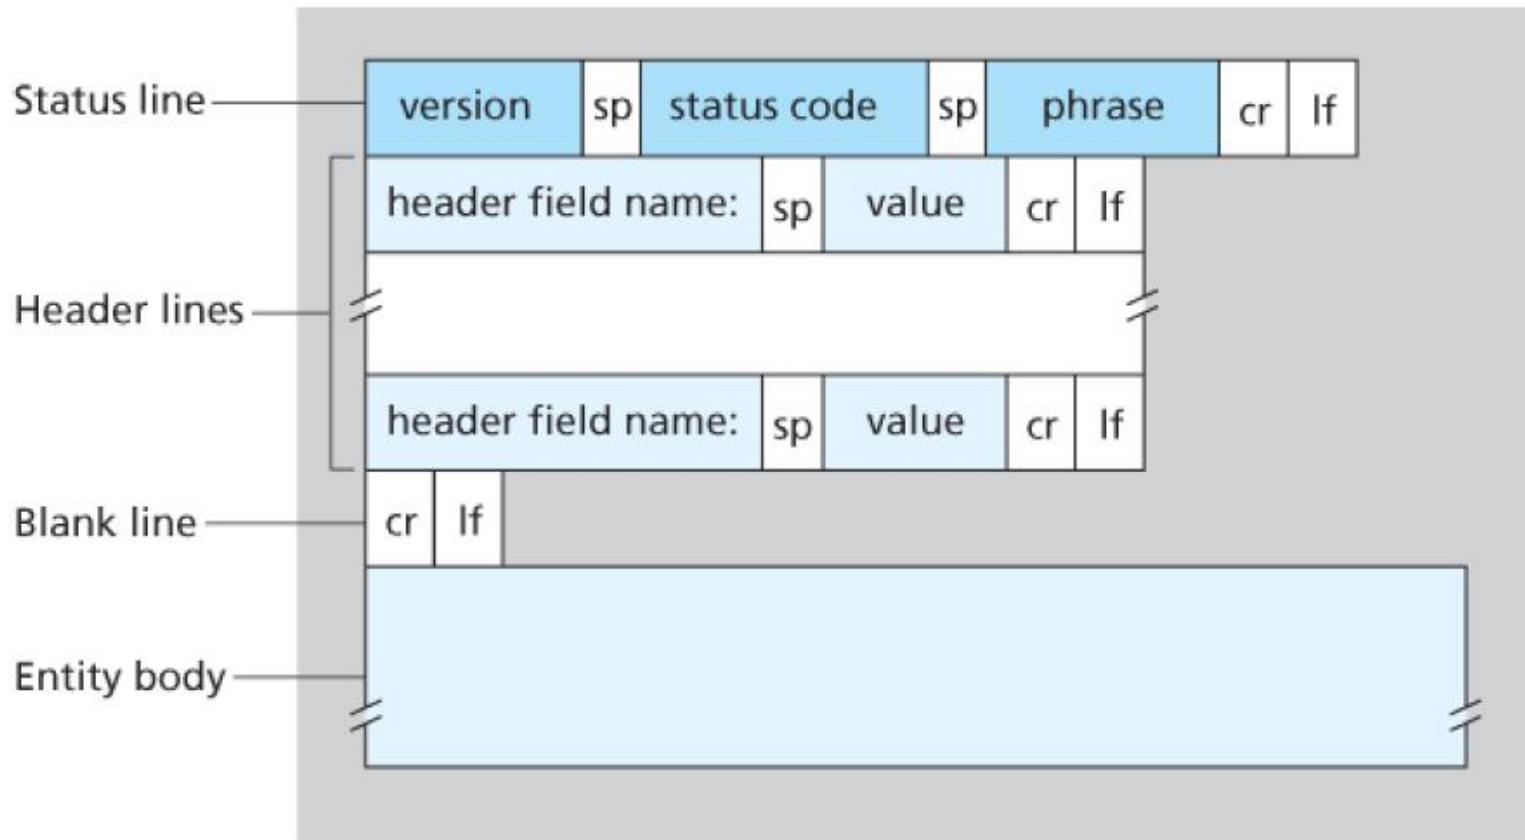 Status line version sp status code sp phrase cr lf
header field name: sp value cr lf
Header lines
header field name: sp value cr lf
Blank line cr lf
Entity body